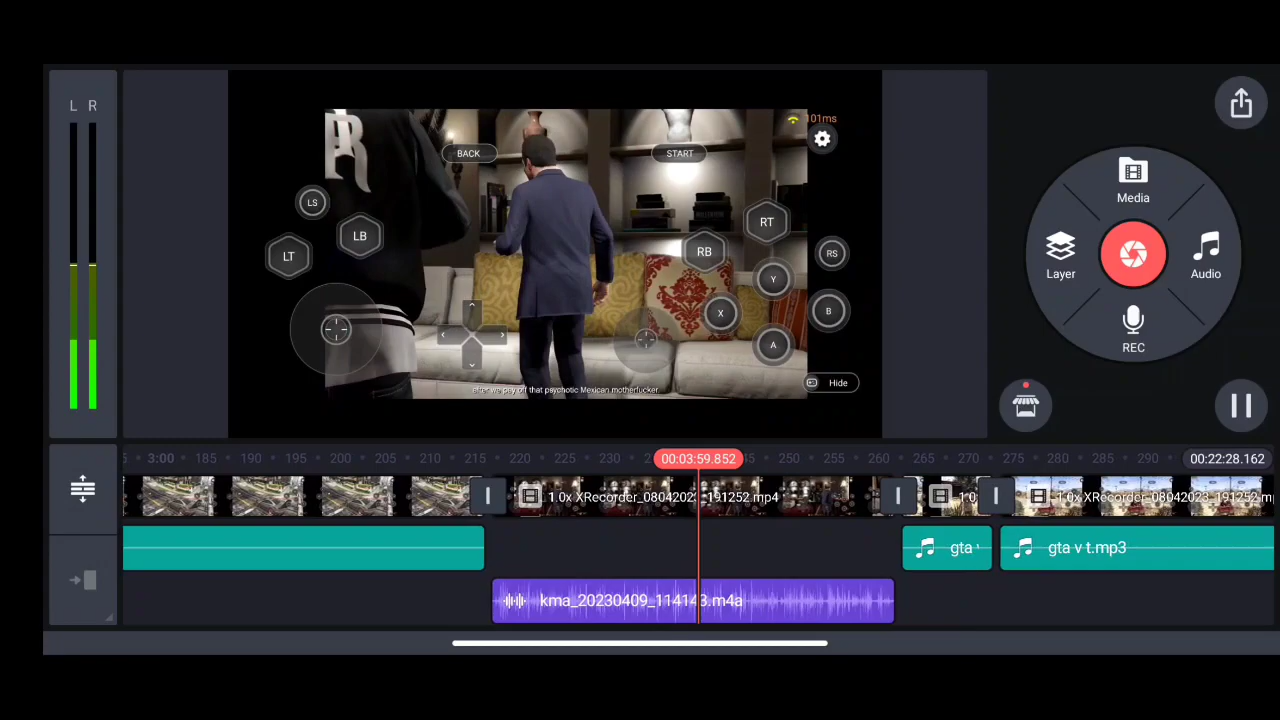 L R
BACK
START
101ms
LS
LB
LT
RT
RB
RS
Y
X
B
A
after we pay off that psychotic Mexican motherfucker.
Hide
Media
Layer
Audio
REC
3:00 185 190 195 200 205 210 215 220 225 230 00:03:59.852 245 250 255 260 265 270 275 280 285 290 00:22:28.162
1.0x XRecorder_08042023_191252.mp4
1.0
1.0x XRecorder_08042023_191252.m
gta v
gta v t.mp3
kma_20230409_114143.m4a